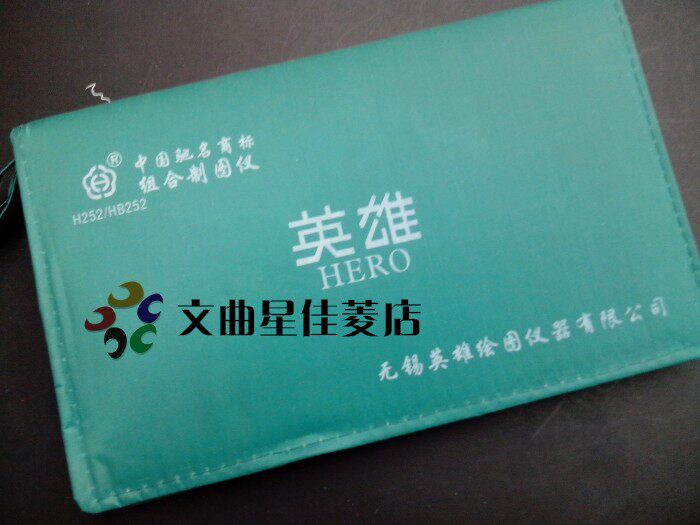 ®
中国驰名商标
组合制图仪
H252/HB252
英雄
HERO
文曲星佳菱店
无锡英雄绘图仪器有限公司